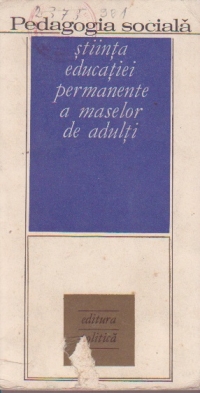 Pedagogia socială
știința
educației
permanente
a maselor
de adulți
editura
politică